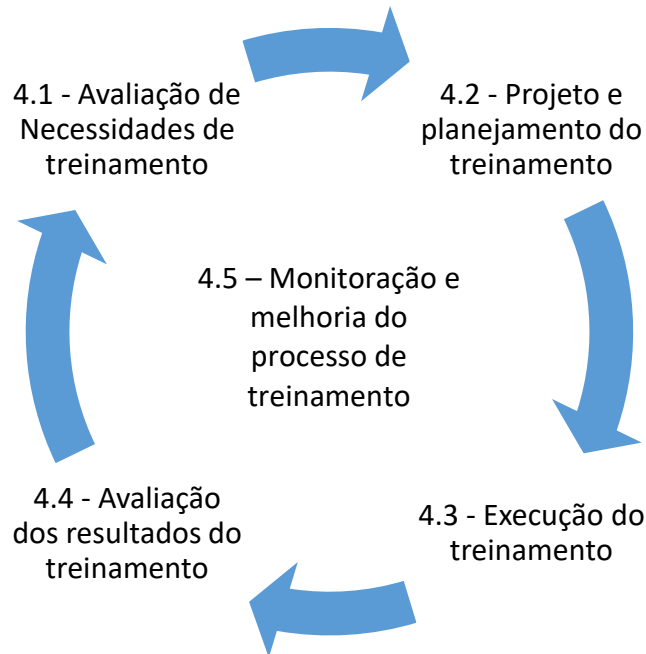 4.1 - Avaliação de
Necessidades de
treinamento
4.2 - Projeto e
planejamento do
treinamento
4.5 – Monitoração e
melhoria do
processo de
treinamento
4.4 - Avaliação
dos resultados do
treinamento
4.3 - Execução do
treinamento